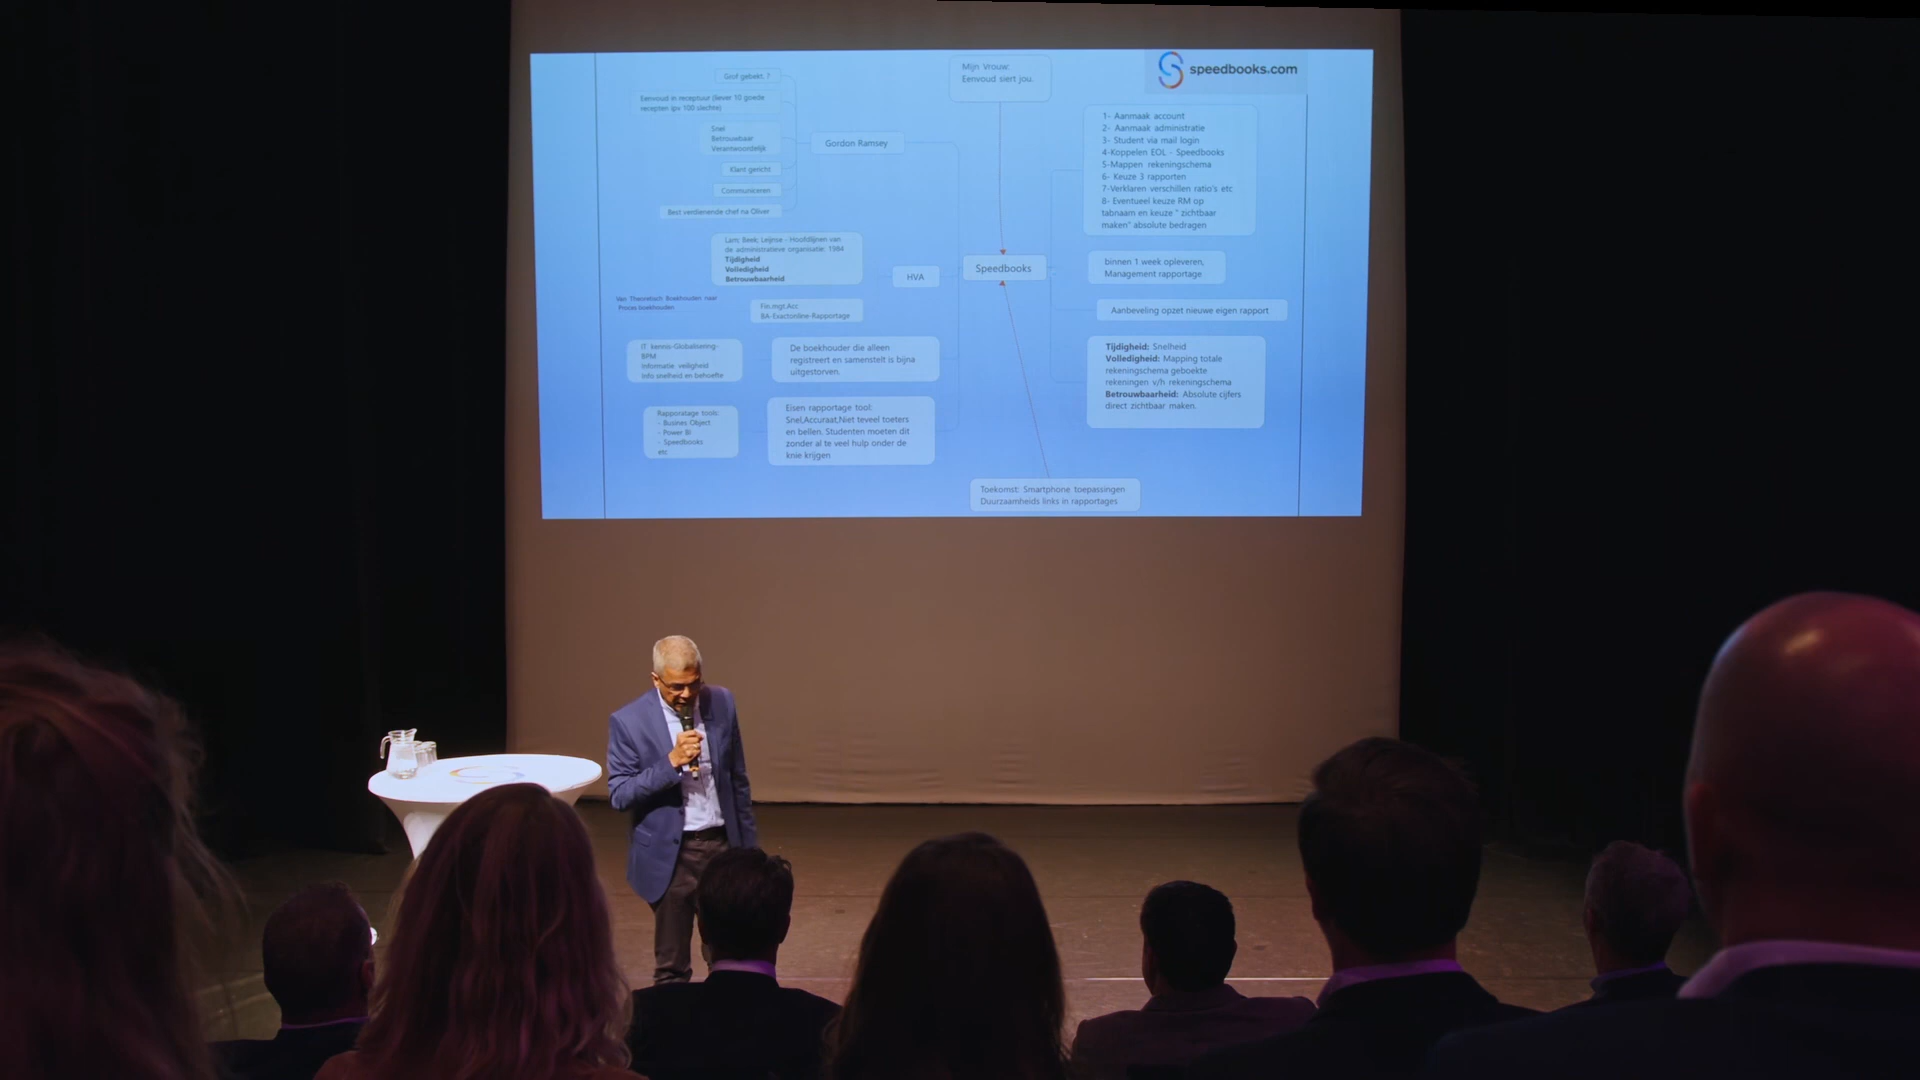 Grof gebekt ?
Eenvoud in receptuur (liever 10 goede
recepten ipv 100 slechte)
Snel
Betrouwbaar
Verantwoordelijk
Klant gericht
Communiceren
Best verdienende chef na Oliver
Gordon Ramsey
Mijn Vrouw:
Eenvoud siert jou.
speedbooks.com
1- Aanmaak account
2- Aanmaak administratie
3- Student via mail login
4-Koppelen EOL - Speedbooks
5-Mappen rekeningschema
6- Keuze 3 rapporten
7-Verklaren verschillen ratio's etc
8- Eventueel keuze RM op
tabnaam en keuze " zichtbaar
maken" absolute bedragen
Lam; Beek; Leijnse - Hoofdlijnen van
de administratieve organisatie: 1984
Tijdigheid
Volledigheid
Betrouwbaarheid
HVA
Speedbooks
binnen 1 week opleveren,
Management rapportage
Van Theoretisch Boekhouden naar
Proces boekhouden
Fin.mgt.Acc
BA-Exactonline-Rapportage
Aanbeveling opzet nieuwe eigen rapport
IT kennis-Globalisering-
BPM
Informatie veiligheid
Info snelheid en behoefte
De boekhouder die alleen
registreert en samenstelt is bijna
uitgestorven.
Tijdigheid: Snelheid
Volledigheid: Mapping totale
rekeningschema geboekte
rekeningen v/h rekeningschema
Betrouwbaarheid: Absolute cijfers
direct zichtbaar maken.
Rapporatage tools:
- Busines Object
- Power BI
- Speedbooks
etc
Eisen rapportage tool:
Snel,Accuraat,Niet teveel toeters
en bellen. Studenten moeten dit
zonder al te veel hulp onder de
knie krijgen
Toekomst: Smartphone toepassingen
Duurzaamheids links in rapportages